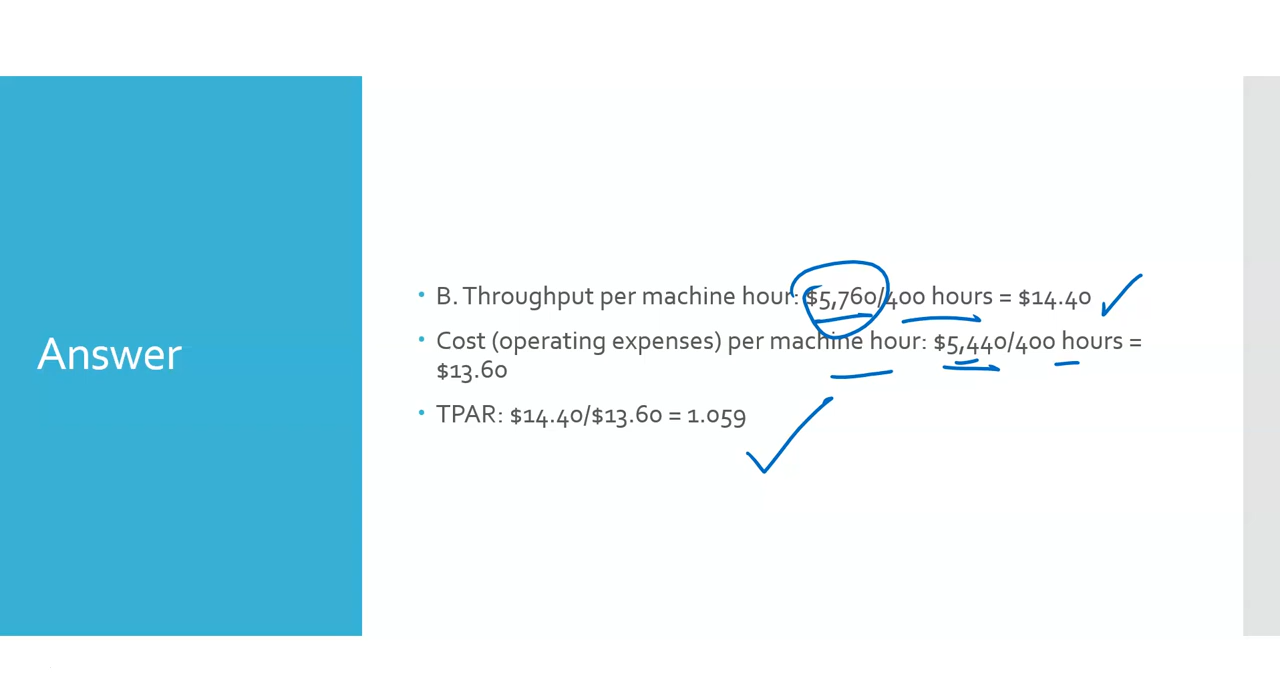 Answer
• B. Throughput per machine hour: $5,760/400 hours = $14.40
• Cost (operating expenses) per machine hour: $5,440/400 hours =
$13.60
• TPAR: $14.40/$13.60 = 1.059